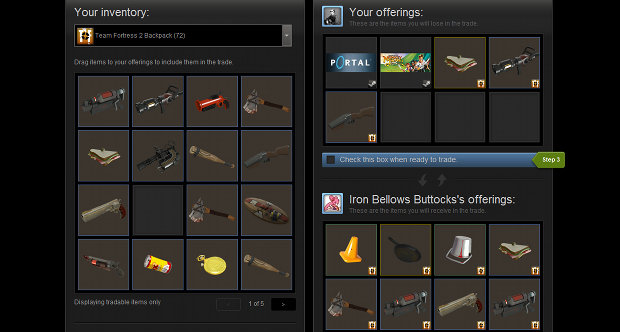 Your inventory:
Team Fortress 2 Backpack (72)
Drag items to your offerings to include them in the trade.
Displaying tradable items only
<
1 of 5
>
Your offerings:
These are the items you will lose in the trade.
PORTAL
Check this box when ready to trade.
Step 3
Iron Bellows Buttocks's offerings:
These are the items you will receive in the trade.